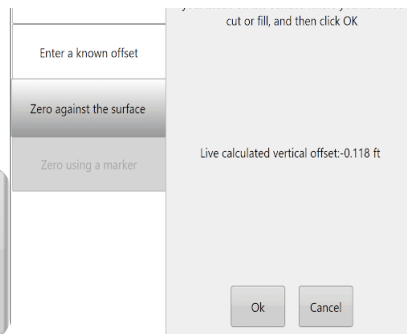 cut or fill, and then click OK
Enter a known offset
Zero against the surface
Zero using a marker
Live calculated vertical offset:-0.118 ft
Ok
Cancel